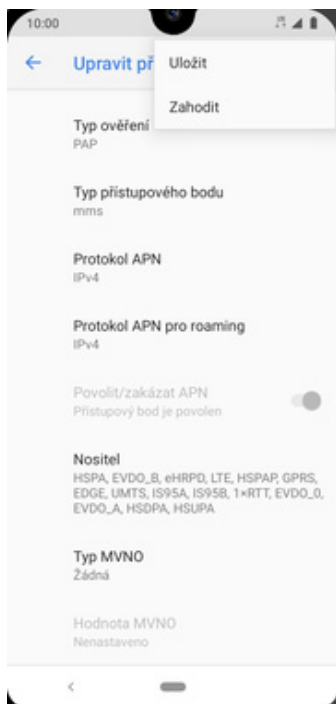 10:00
Upravit př
Uložit
Zahodit
Typ ověření
PAP
Typ přístupového bodu
mms
Protokol APN
IPv4
Protokol APN pro roaming
IPv4
Povolit/zakázat APN
Přístupový bod je povolen
Nositel
HSPA, EVDO_B, eHRPD, LTE, HSPAP, GPRS,
EDGE, UMTS, IS95A, IS95B, 1×RTT, EVDO_0,
EVDO_A, HSDPA, HSUPA
Typ MVNO
Žádná
Hodnota MVNO
Nenastaveno